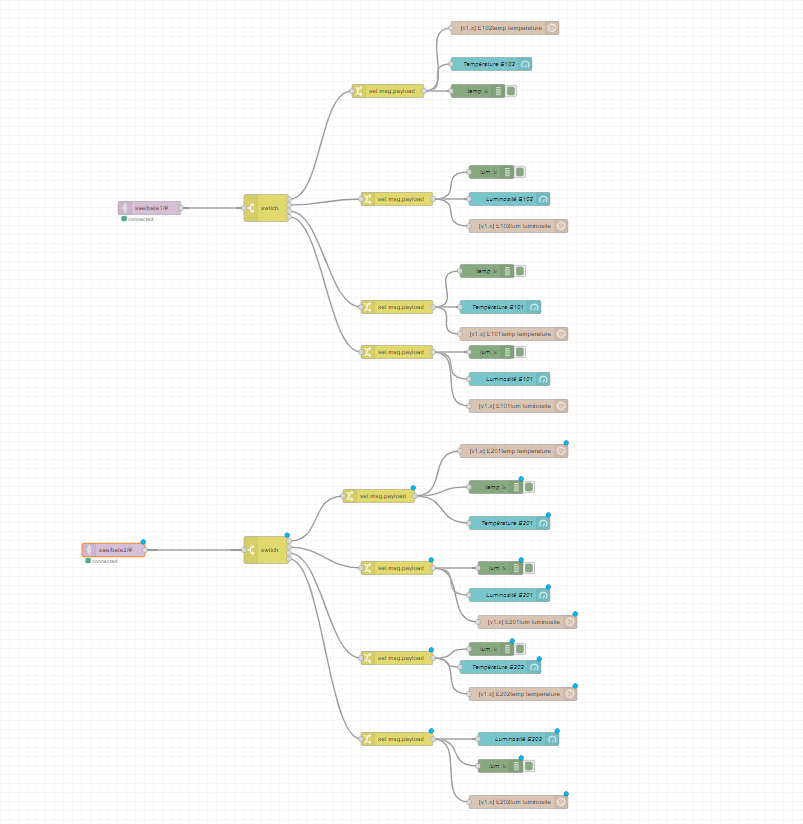 [v1.x] E102temp temperature
Température E102
set msg.payload
temp
lum
sae/bate1/#
connected
switch
set msg.payload
Luminosité E102
[v1.x] E102lum luminosite
temp
set msg.payload
Température E101
[v1.x] E101temp temperature
set msg.payload
lum
Luminosité E101
[v1.x] E101lum luminosite
[v1.x] E201temp temperature
set msg.payload
temp
Température E201
sae/bate2/#
connected
switch
set msg.payload
lum
Luminosité E201
[v1.x] E201lum luminosite
lum
set msg.payload
Température E202
[v1.x] E202temp temperature
set msg.payload
Luminosité E202
lum
[v1.x] E202lum luminosite